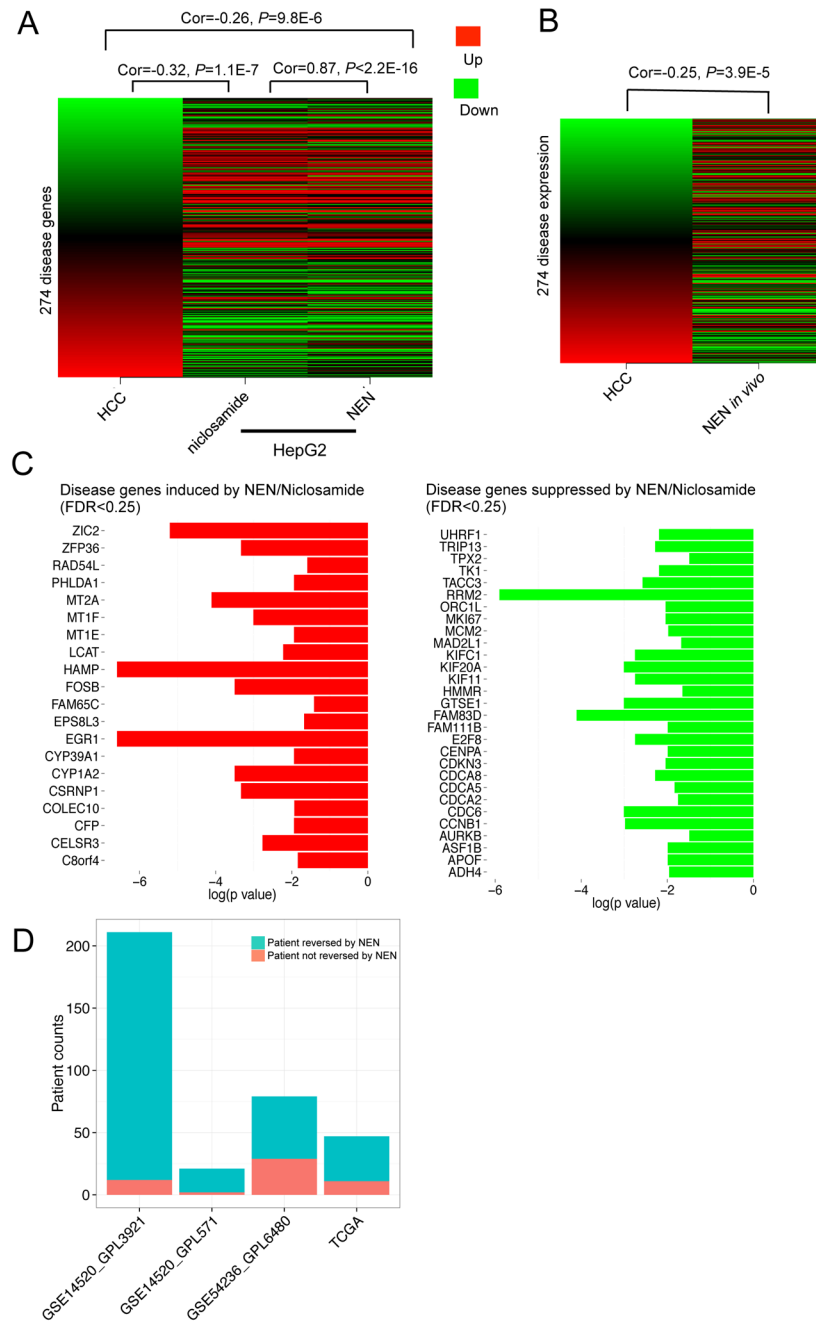 A
Cor=-0.26, P=9.8E-6
Cor=-0.32, P=1.1E-7
Cor=0.87, P<2.2E-16
Up
Down
274 disease genes
HCC
niclosamide
NEN
HepG2
B
Cor=-0.25, P=3.9E-5
274 disease expression
HCC
NEN in vivo
C
Disease genes induced by NEN/Niclosamide
(FDR<0.25)
ZIC2
ZFP36
RAD54L
PHLDA1
MT2A
MT1F
MT1E
LCAT
HAMP
FOSB
FAM65C
EPS8L3
EGR1
CYP39A1
CYP1A2
CSRNP1
COLEC10
CFP
CELSR3
C8orf4
−6 −4 −2 0
log(p value)
Disease genes suppressed by NEN/Niclosamide
(FDR<0.25)
UHRF1
TRIP13
TPX2
TK1
TACC3
RRM2
ORC1L
MKI67
MCM2
MAD2L1
KIFC1
KIF20A
KIF11
HMMR
GTSE1
FAM83D
FAM111B
E2F8
CENPA
CDKN3
CDCA8
CDCA5
CDCA2
CDC6
CCNB1
AURKB
ASF1B
APOF
ADH4
−6 −4 −2 0
log(p value)
D
Patient reversed by NEN
Patient not reversed by NEN
Patient counts
200
150
100
50
0
GSE14520_GPL3921
GSE14520_GPL571
GSE54236_GPL6480
TCGA